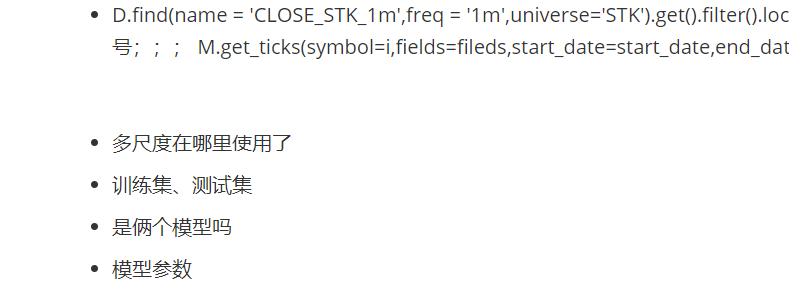 D.find(name = 'CLOSE_STK_1m',freq = '1m',universe='STK').get().filter().loc
号；；； M.get_ticks(symbol=i,fields=fileds,start_date=start_date,end_dat
多尺度在哪里使用了
训练集、测试集
是俩个模型吗
模型参数